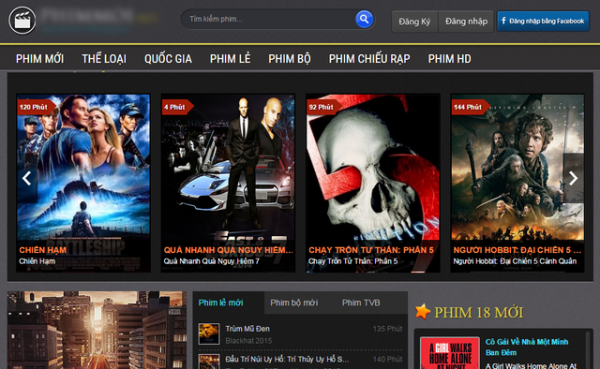 Tìm kiếm phim...
Đăng Ký
Đăng nhập
f Đăng nhập bằng Facebook
PHIM MỚI THỂ LOẠI QUỐC GIA PHIM LẺ PHIM BỘ PHIM CHIẾU RẠP PHIM HD
120 Phút
4 Phút
92 Phút
144 Phút
5
BATTLESHIP
FAST &
7
CHIẾN HẠM
Chiến Hạm
QUÁ NHANH QUÁ NGUY HIỂM...
Quá Nhanh Quá Nguy Hiểm 7
CHẠY TRỐN TỬ THẦN: PHẦN 5
Chạy Trốn Tử Thần: Phần 5
NGƯỜI HOBBIT: ĐẠI CHIẾN 5 ...
Người Hobbit: Đại Chiến 5 Cánh Quân
Phim lẻ mới
Phim bộ mới
Phim TVB
Trùm Mũ Đen
135 Phút
Blackhat 2015
Đấu Trí Núi Uy Hổ: Trí Thủy Uy Hổ S...
140 Phút
PHIM 18 MỚI
A GIRL
WALKS
HOME
ALONE AT
Cô Gái Về Nhà Một Mình
Ban Đêm
A Girl Walks Home Alone At